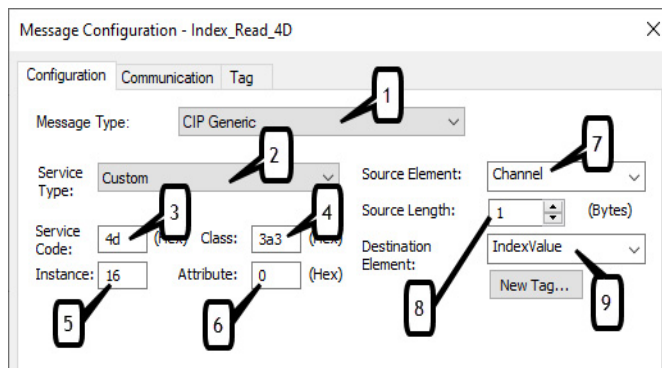 Message Configuration - Index_Read_4D
Configuration Communication Tag
1
Message Type: CIP Generic
2
7
Service Type: Custom
Source Element: Channel
3
4
Source Length: 1 (Bytes)
Service Code: 4d (Hex) Class: 3a3 (Hex)
Destination Element: IndexValue
Instance: 16 Attribute: 0 (Hex)
New Tag...
5
6
8
9